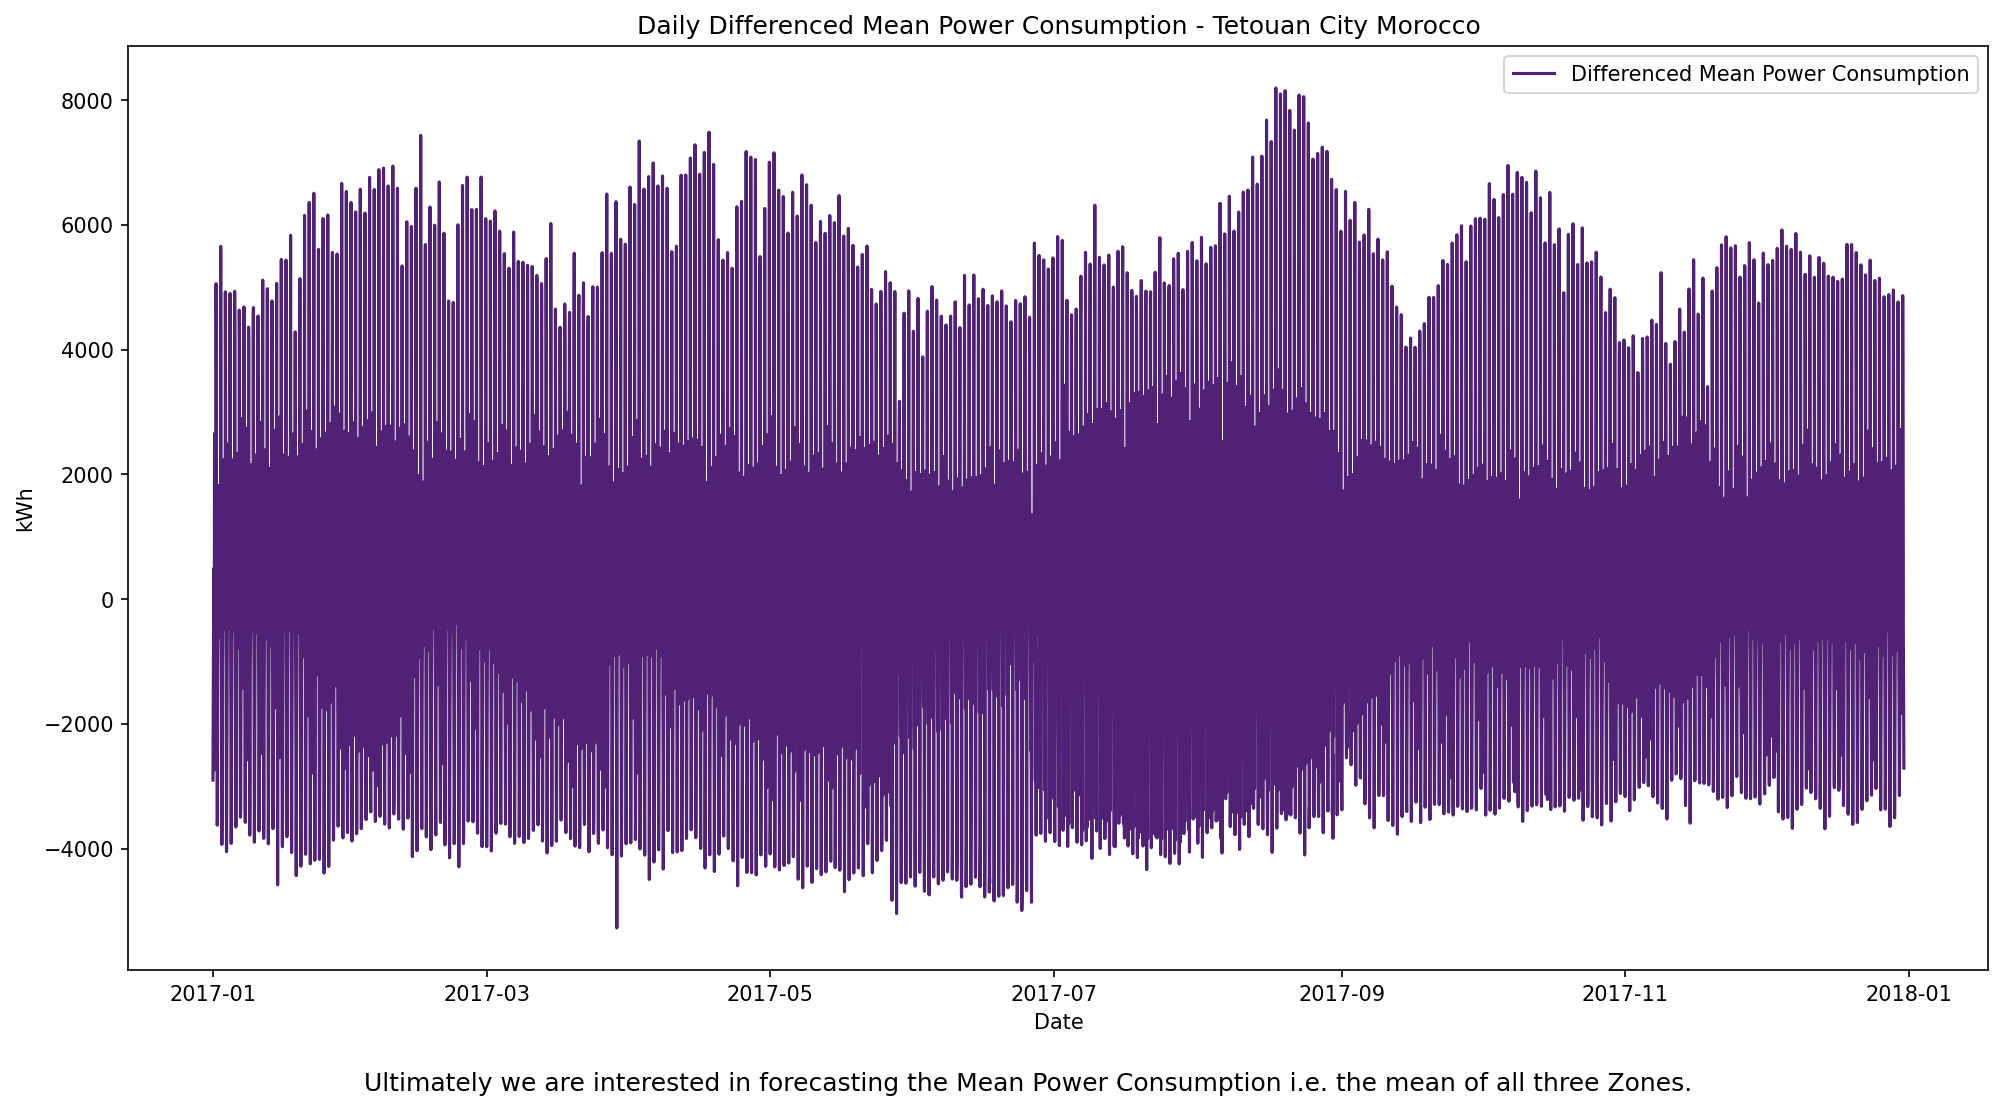 Daily Differenced Mean Power Consumption - Tetouan City Morocco
Differenced Mean Power Consumption
8000
6000
4000
2000
0
−2000
−4000
kWh
2017-01 2017-03 2017-05 2017-07 2017-09 2017-11 2018-01
Date
Ultimately we are interested in forecasting the Mean Power Consumption i.e. the mean of all three Zones.